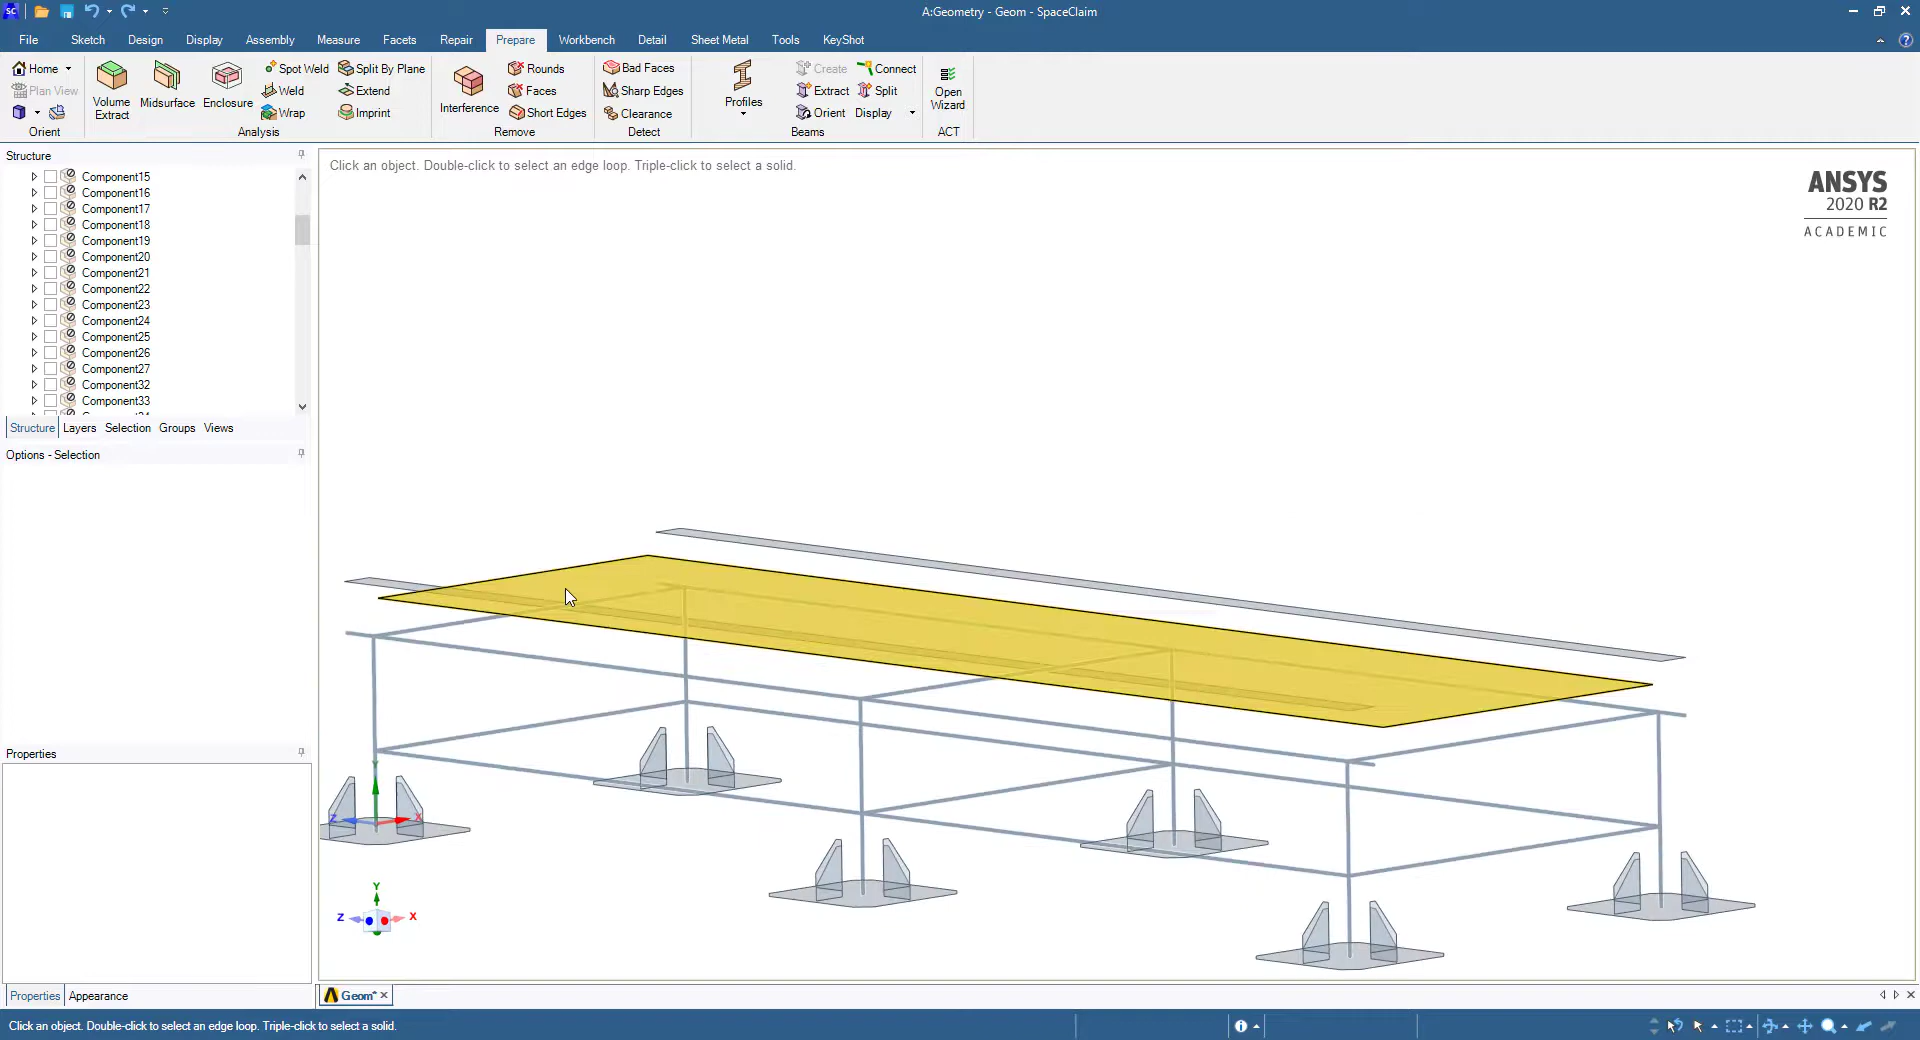 A:Geometry - Geom - SpaceClaim
File Sketch Design Display Assembly Measure Facets Repair Prepare Workbench Detail Sheet Metal Tools KeyShot
Home
Plan View
Orient
Volume Extract
Midsurface
Enclosure
Spot Weld
Weld
Wrap
Split By Plane
Extend
Imprint
Analysis
Interference
Rounds
Faces
Short Edges
Remove
Bad Faces
Sharp Edges
Clearance
Detect
Profiles
Create
Extract
Orient
Connect
Split
Display
Beams
Open Wizard
ACT
Structure
Component15
Component16
Component17
Component18
Component19
Component20
Component21
Component22
Component23
Component24
Component25
Component26
Component27
Component32
Component33
Structure Layers Selection Groups Views
Options - Selection
Properties
Properties Appearance
Click an object. Double-click to select an edge loop. Triple-click to select a solid.
ANSYS
2020 R2
ACADEMIC
Y
Z
X
Y
Z
X
Geom*
Click an object. Double-click to select an edge loop. Triple-click to select a solid.